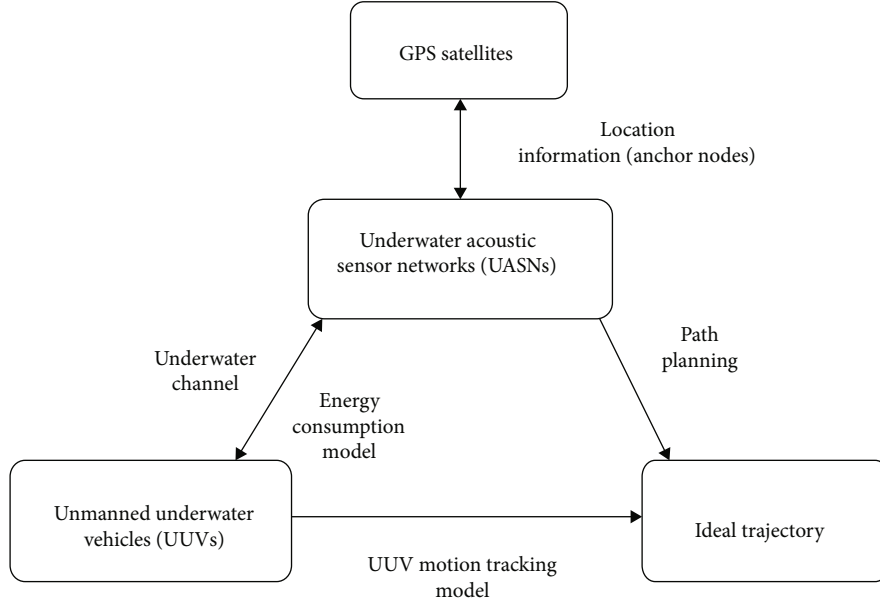 GPS satellites
Location
information (anchor nodes)
Underwater acoustic
sensor networks (UASNs)
Path
planning
Underwater
channel
Energy
consumption
model
Unmanned underwater
vehicles (UUVs)
Ideal trajectory
UUV motion tracking
model